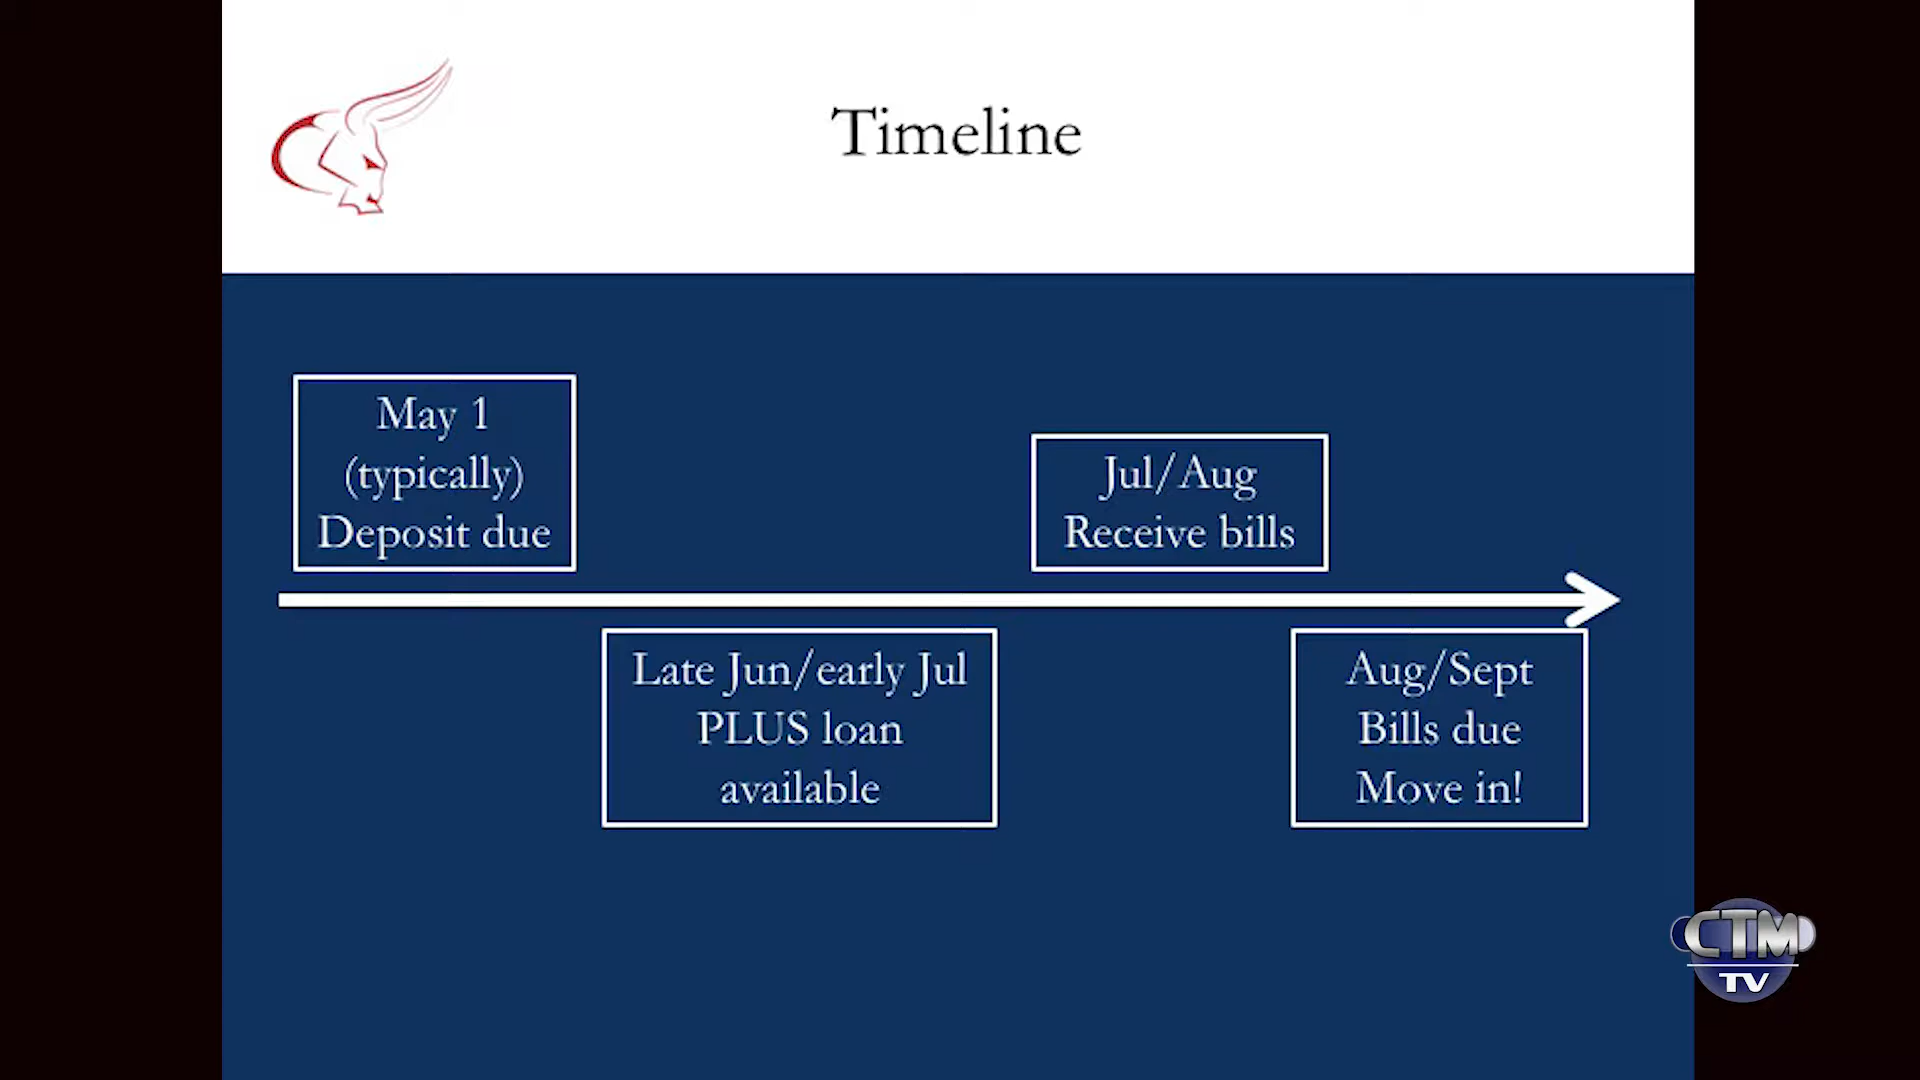 Timeline
May 1
(typically)
Deposit due
Late Jun/early Jul
PLUS loan
available
Jul/Aug
Receive bills
Aug/Sept
Bills due
Move in!
CTM
TV